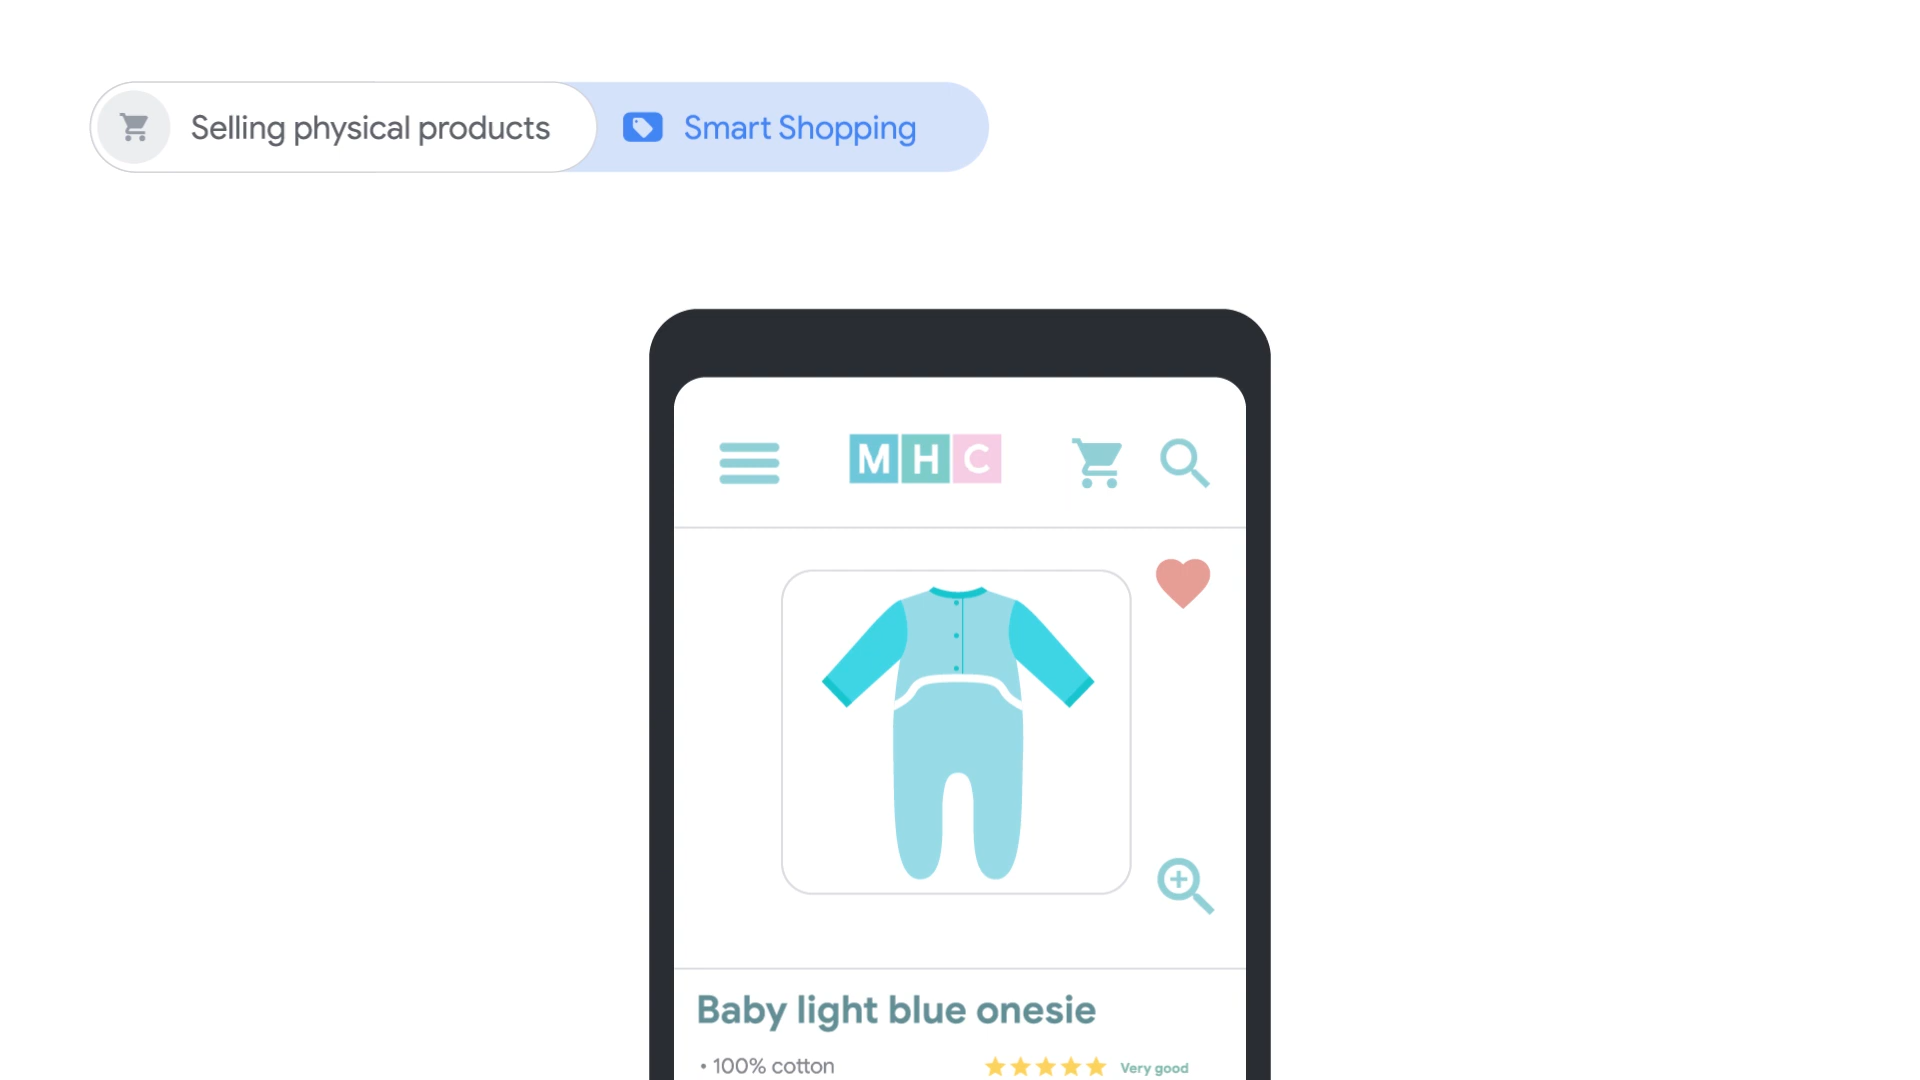 Selling physical products
Smart Shopping
MHC
Baby light blue onesie
• 100% cotton
Very good